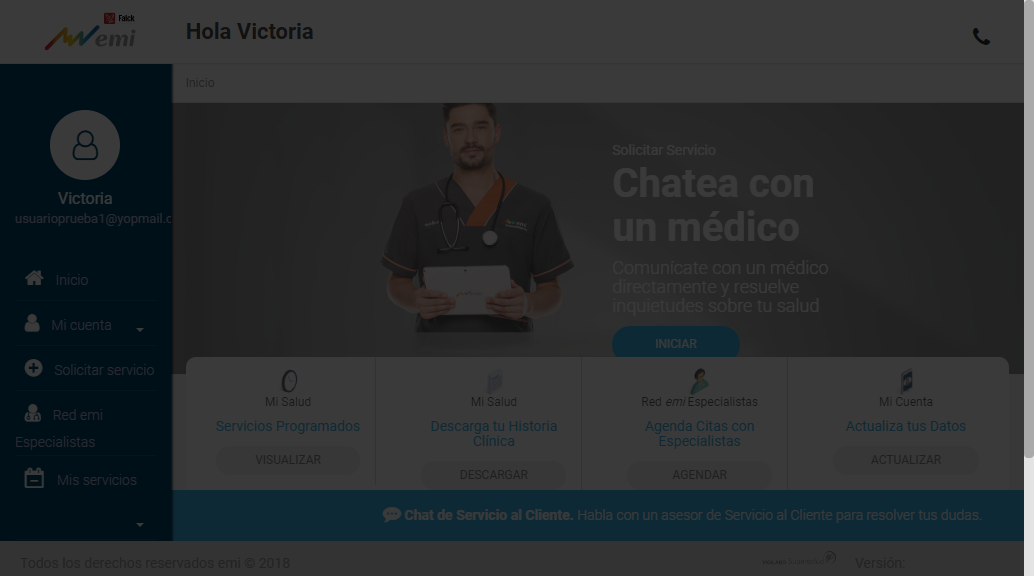 Falck
emi
Hola Victoria
Inicio
Victoria
usuarioprueba1@yopmail.c
Inicio
Mi cuenta
Solicitar servicio
Red emi
Especialistas
Mis servicios
Solicitar Servicio
Chatea con
un médico
Comunícate con un médico
directamente y resuelve
inquietudes sobre tu salud
INICIAR
Mi Salud
Servicios Programados
VISUALIZAR
Mi Salud
Descarga tu Historia
Clínica
DESCARGAR
Red emi Especialistas
Agenda Citas con
Especialistas
AGENDAR
Mi Cuenta
Actualiza tus Datos
ACTUALIZAR
Chat de Servicio al Cliente. Habla con un asesor de Servicio al Cliente para resolver tus dudas.
Todos los derechos reservados emi © 2018
Versión: